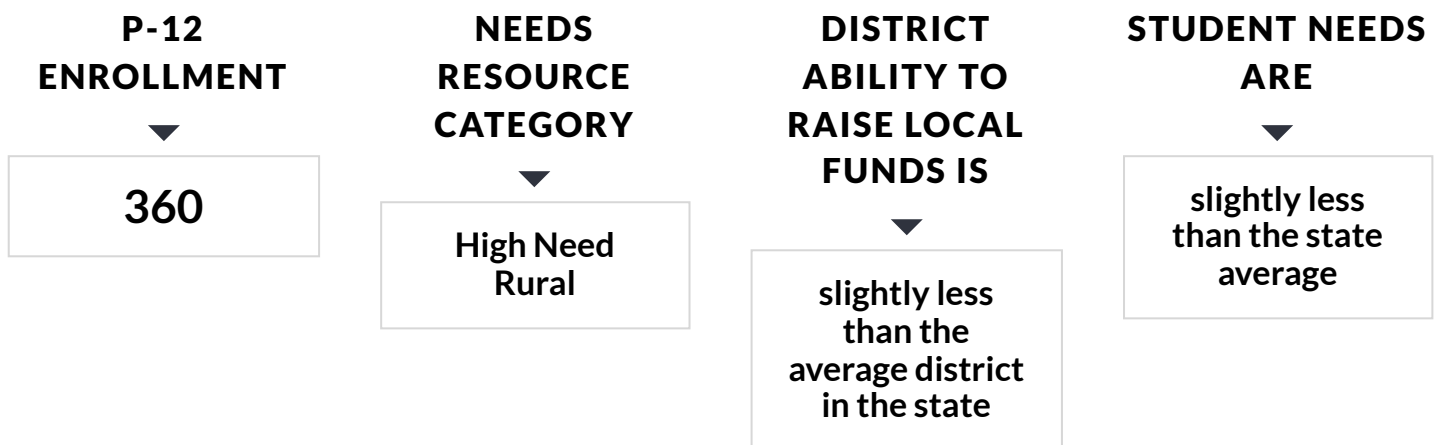 P-12
ENROLLMENT
360
NEEDS
RESOURCE
CATEGORY
High Need
Rural
DISTRICT
ABILITY TO
RAISE LOCAL
FUNDS IS
slightly less
than the
average district
in the state
STUDENT NEEDS
ARE
slightly less
than the state
average